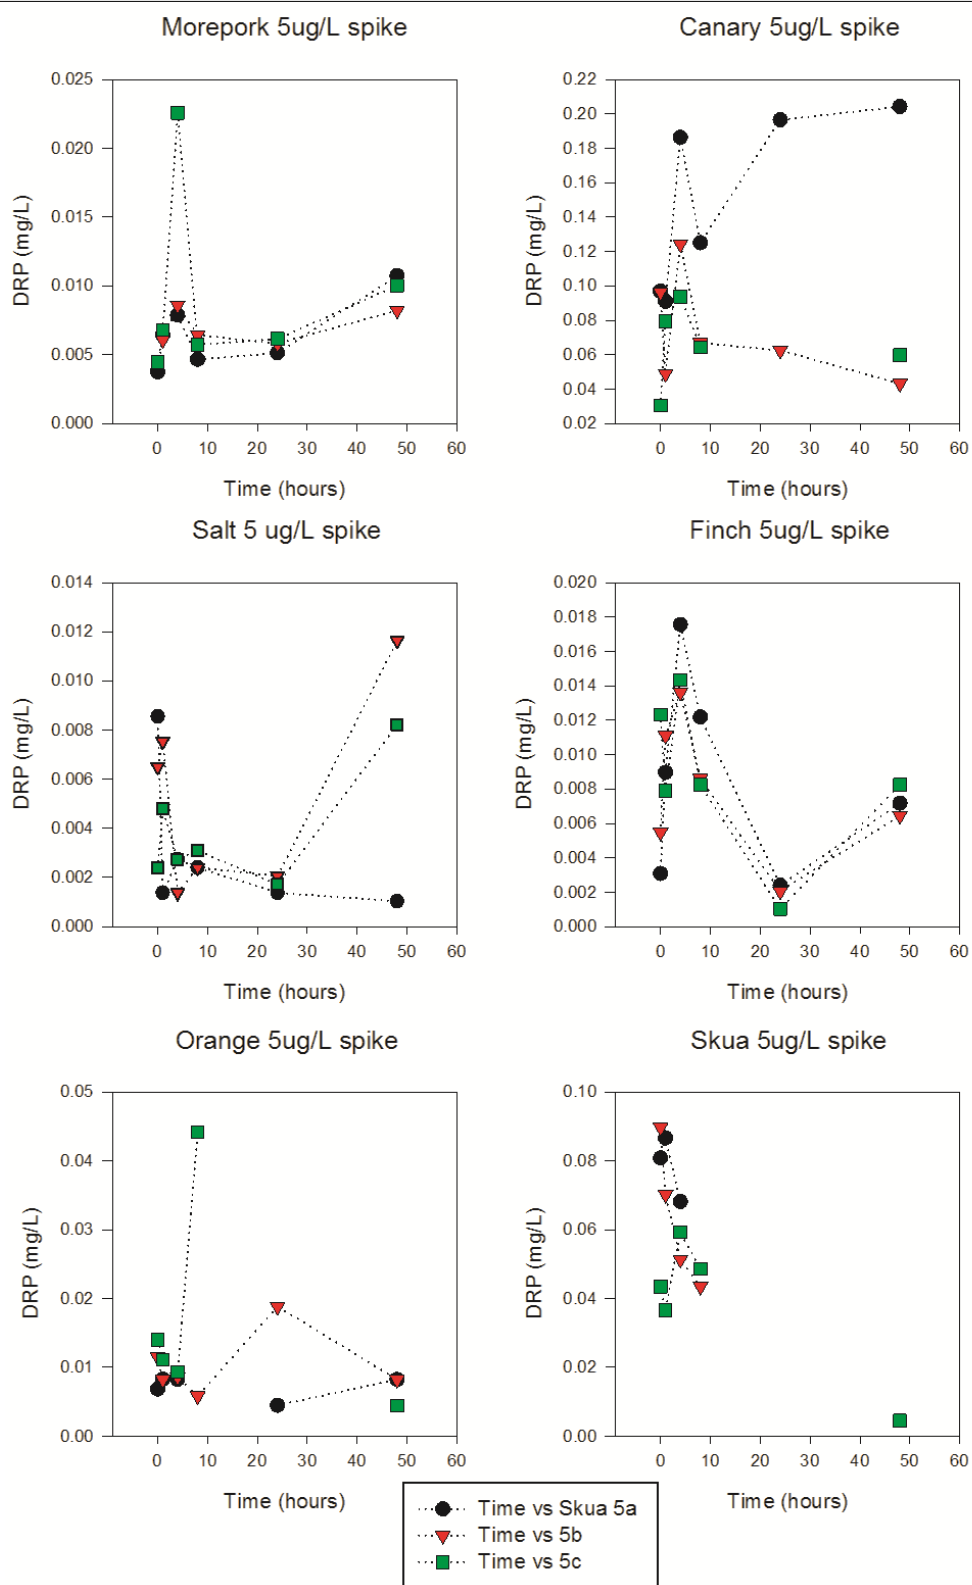 Morepork 5ug/L spike
0.025
0.020
0.015
0.010
0.005
0.000
DRP (mg/L)
0 10 20 30 40 50 60
Time (hours)
Canary 5ug/L spike
0.22
0.20
0.18
0.16
0.14
0.12
0.10
0.08
0.06
0.04
0.02
DRP (mg/L)
0 10 20 30 40 50 60
Time (hours)
Salt 5 ug/L spike
0.014
0.012
0.010
0.008
0.006
0.004
0.002
0.000
DRP (mg/L)
0 10 20 30 40 50 60
Time (hours)
Finch 5ug/L spike
0.020
0.018
0.016
0.014
0.012
0.010
0.008
0.006
0.004
0.002
0.000
DRP (mg/L)
0 10 20 30 40 50 60
Time (hours)
Orange 5ug/L spike
0.05
0.04
0.03
0.02
0.01
0.00
DRP (mg/L)
0 10 20 30 40 50 60
Time (hours)
Skua 5ug/L spike
0.10
0.08
0.06
0.04
0.02
0.00
DRP (mg/L)
0 10 20 30 40 50 60
Time (hours)
Time vs Skua 5a
Time vs 5b
Time vs 5c